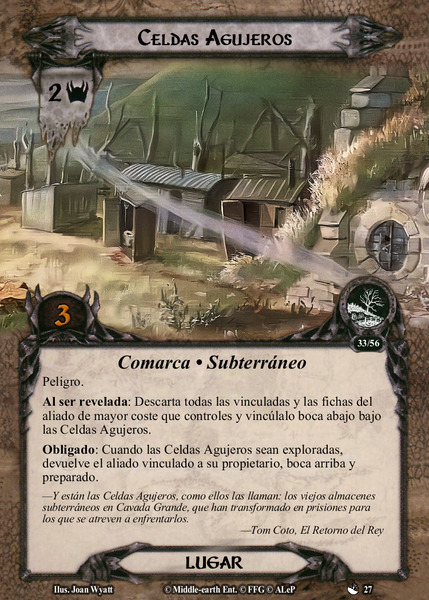 Celdas Agujeros
2
3
33/56
Comarca • Subterráneo
Peligro.
Al ser revelada: Descarta todas las vinculadas y las fichas del
aliado de mayor coste que controles y vincúlalo boca abajo bajo
las Celdas Agujeros.
Obligado: Cuando las Celdas Agujeros sean exploradas,
devuelve el aliado vinculado a su propietario, boca arriba y
preparado.
—Y están las Celdas Agujeros, como ellos las llaman: los viejos almacenes
subterráneos en Cavada Grande, que han transformado en prisiones para
los que se atreven a enfrentarlos.
—Tom Coto, El Retorno del Rey
LUGAR
Ilus. Joan Wyatt © Middle-earth Ent. © FFG © ALeP 27